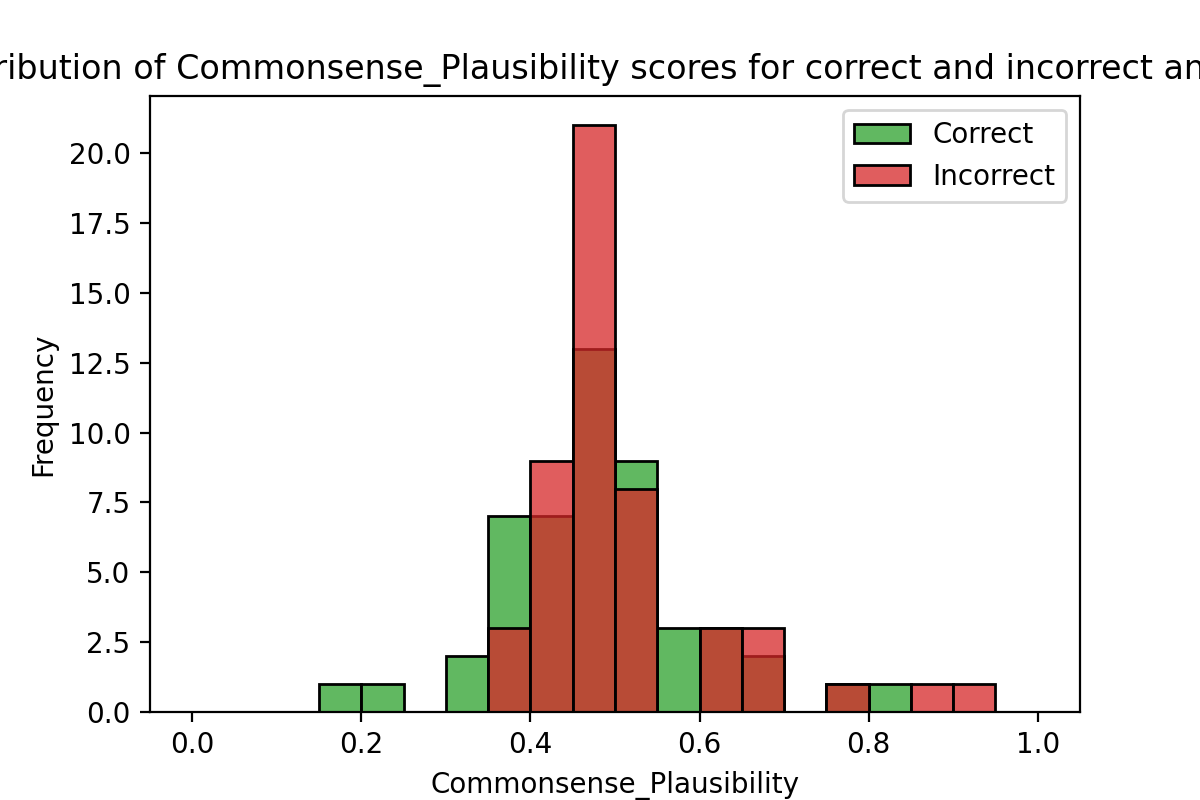 ribution of Commonsense_Plausibility scores for correct and incorrect an
Correct
Incorrect
20.0
17.5
15.0
12.5
10.0
7.5
5.0
2.5
0.0
Frequency
0.0 0.2 0.4 0.6 0.8 1.0
Commonsense_Plausibility